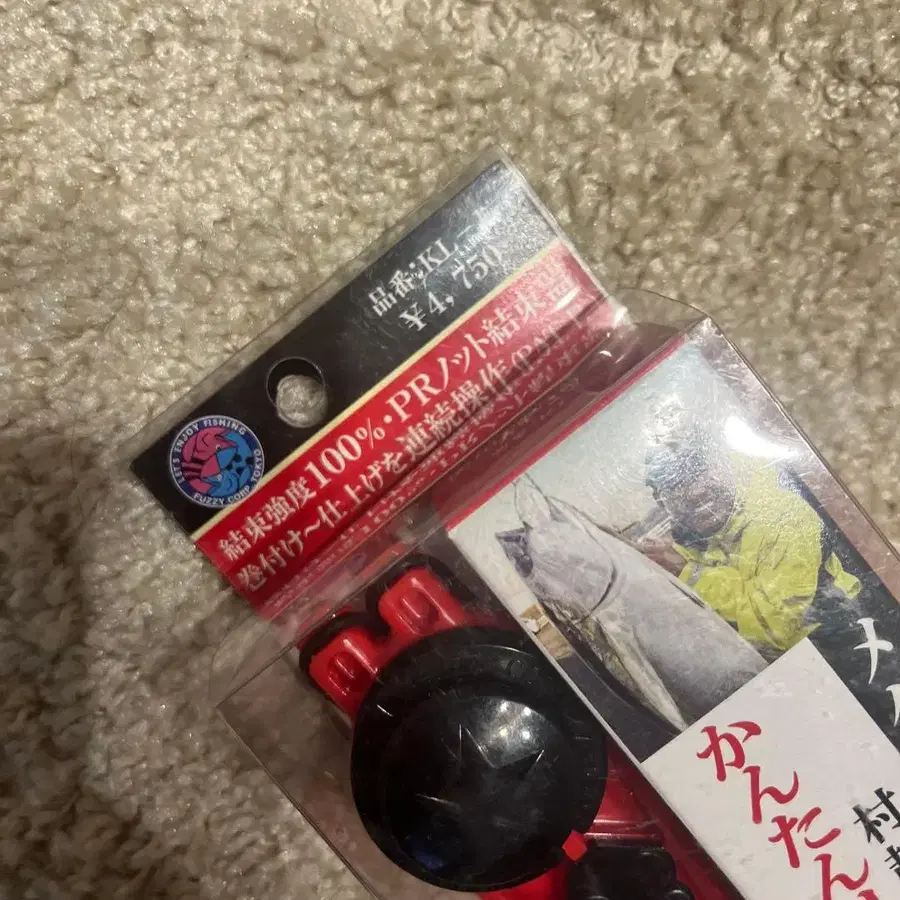 品番:KL-
¥4,750
結束強度100%・PRノット結束器
巻付け〜仕上げを連続操作
LET'S ENJOY FISHING
FUZZY CORP TOKYO
かんたん
村